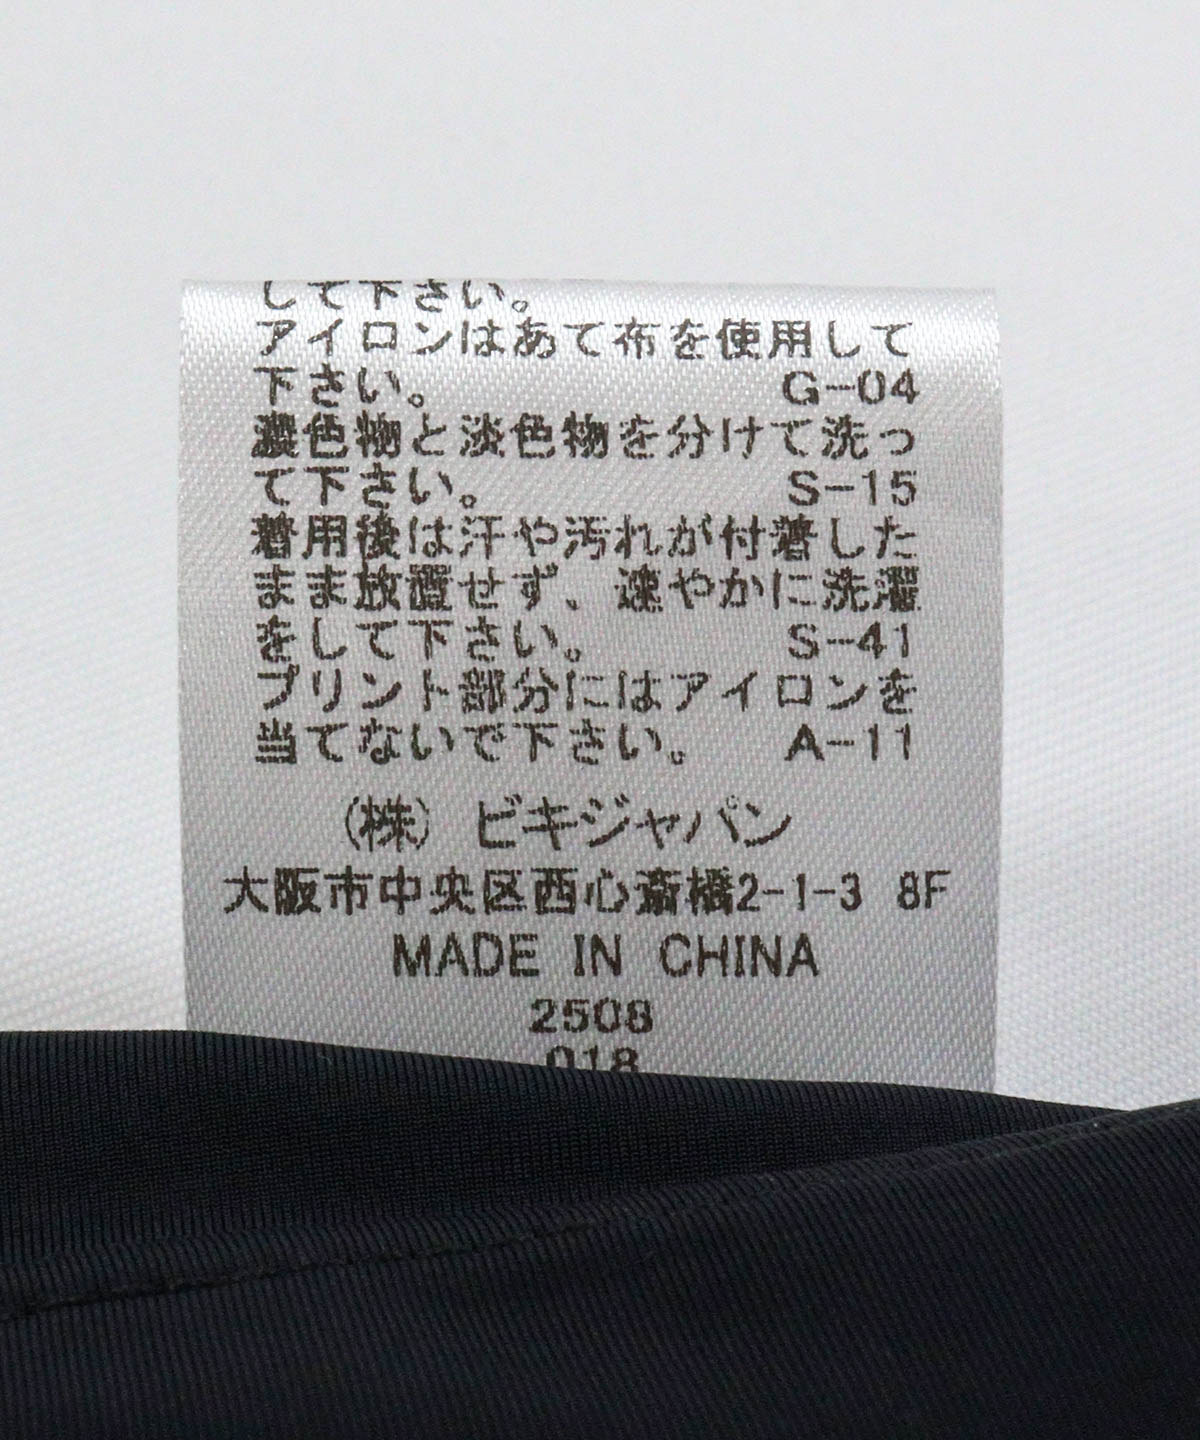 して下さい。
アイロンはあて布を使用して
下さい。 G-04
濃色物と淡色物を分けて洗っ
て下さい。 S-15
着用後は汗や汚れが付着した
まま放置せず、速やかに洗濯
をして下さい。 S-41
プリント部分にはアイロンを
当てないで下さい。 A-11
(株) ビキジャパン
大阪市中央区西心斎橋2-1-3 8F
MADE IN CHINA
2508
018